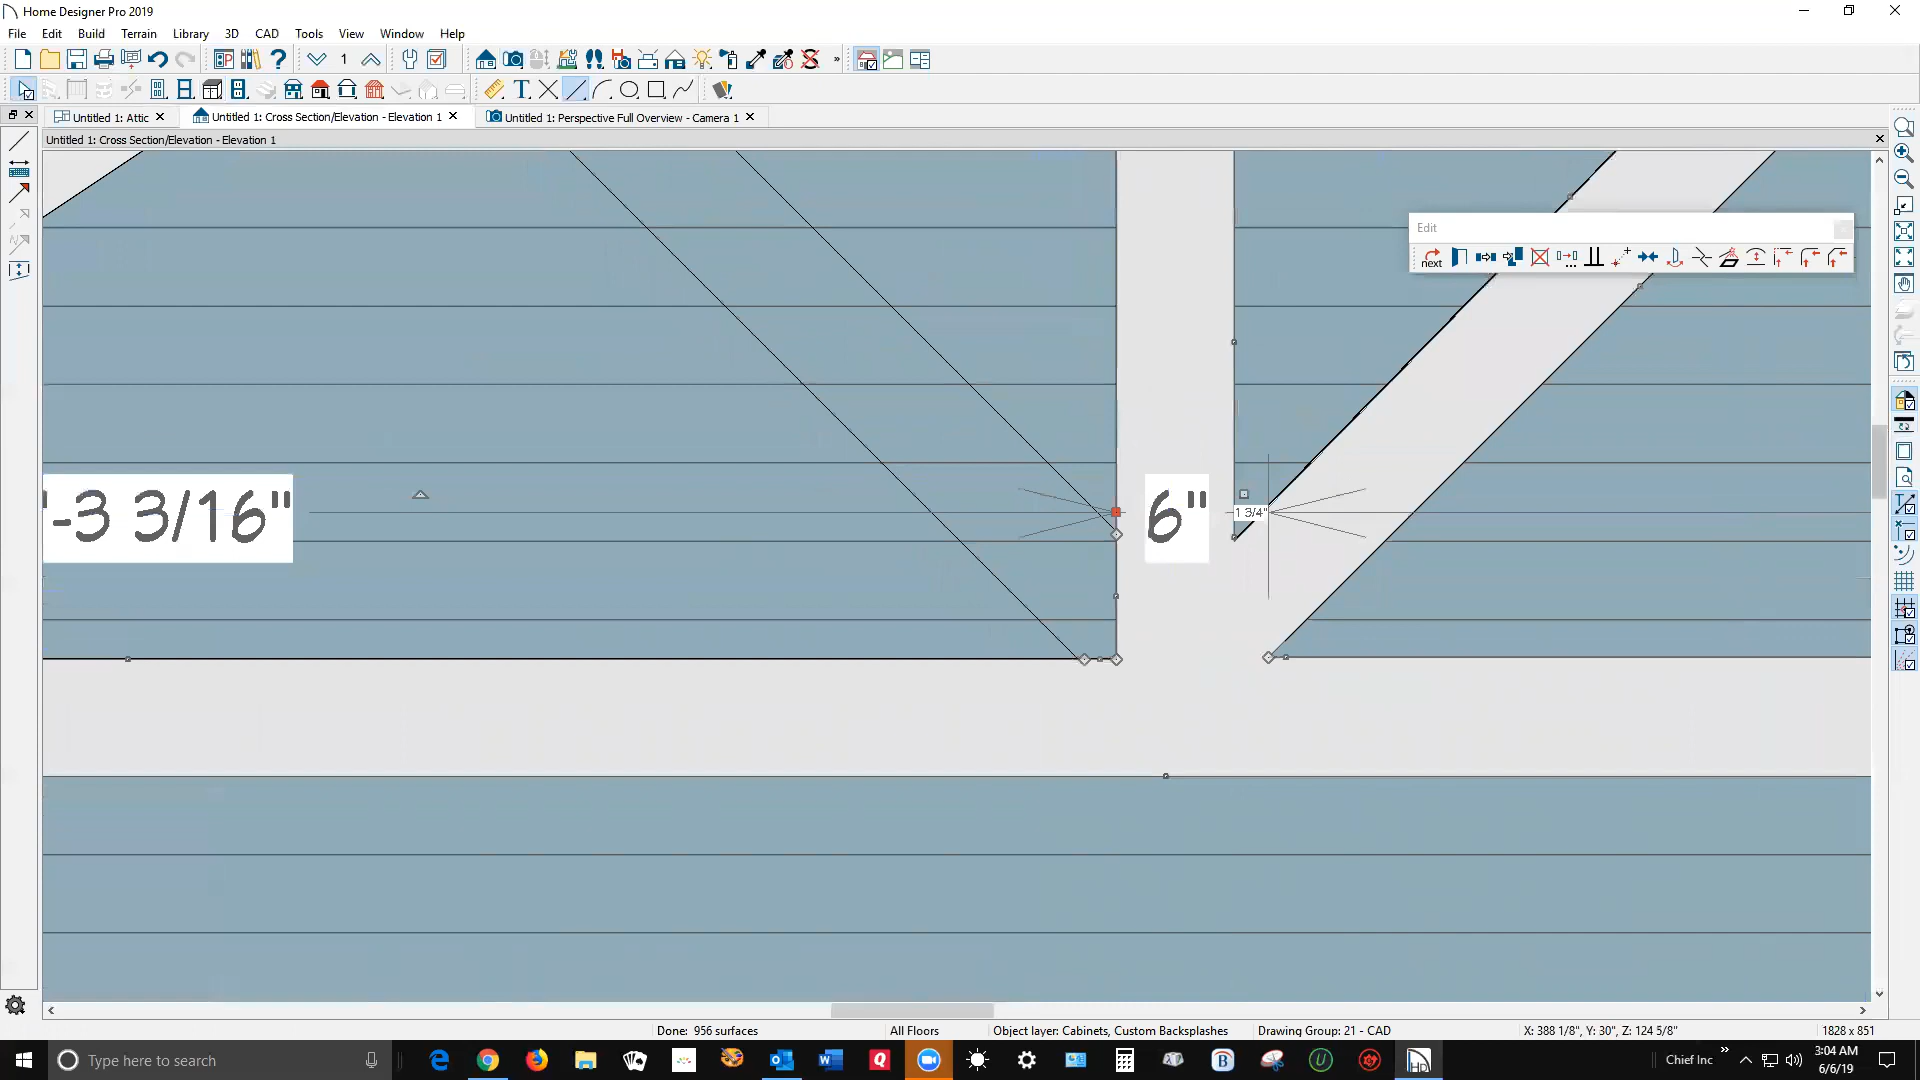 Home Designer Pro 2019
File Edit Build Terrain Library 3D CAD Tools View Window Help
1
Untitled 1: Attic Untitled 1: Cross Section/Elevation - Elevation 1 Untitled 1: Perspective Full Overview - Camera 1
Untitled 1: Cross Section/Elevation - Elevation 1
Edit
next
'-3 3/16" 6" 1 3/4"
Done: 956 surfaces All Floors Object layer: Cabinets, Custom Backsplashes Drawing Group: 21 - CAD X: 388 1/8", Y: 30", Z: 124 5/8" 1828 x 851
Type here to search Chief Inc 3:04 AM
6/6/19